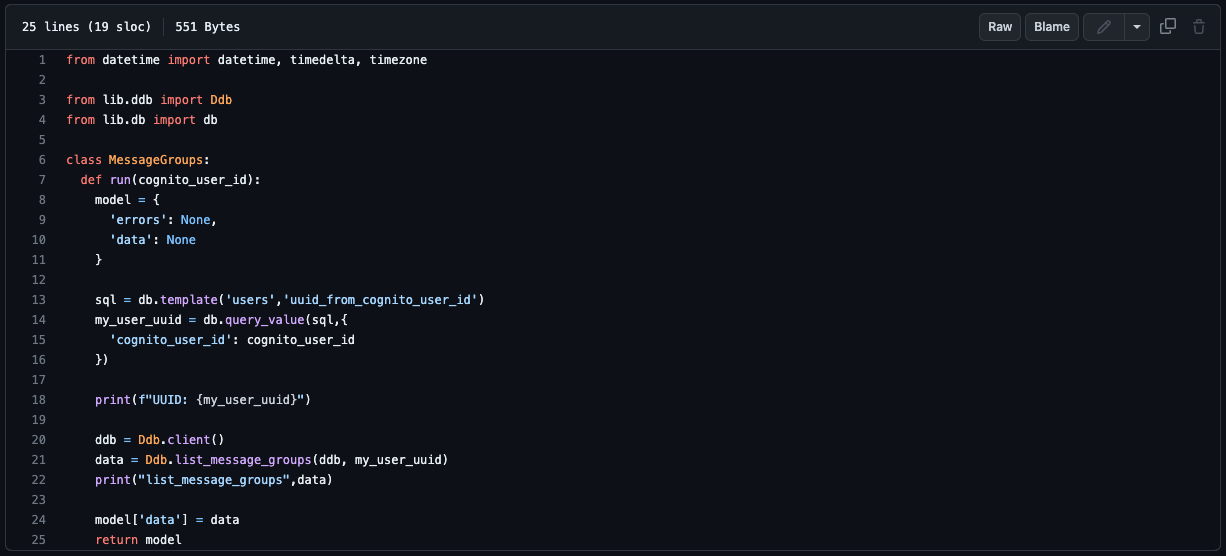 25 lines (19 sloc) 551 Bytes Raw Blame
1 from datetime import datetime, timedelta, timezone
2
3 from lib.ddb import Ddb
4 from lib.db import db
5
6 class MessageGroups:
7 def run(cognito_user_id):
8 model = {
9 'errors': None,
10 'data': None
11 }
12
13 sql = db.template('users','uuid_from_cognito_user_id')
14 my_user_uuid = db.query_value(sql,{
15 'cognito_user_id': cognito_user_id
16 })
17
18 print(f"UUID: {my_user_uuid}")
19
20 ddb = Ddb.client()
21 data = Ddb.list_message_groups(ddb, my_user_uuid)
22 print("list_message_groups",data)
23
24 model['data'] = data
25 return model